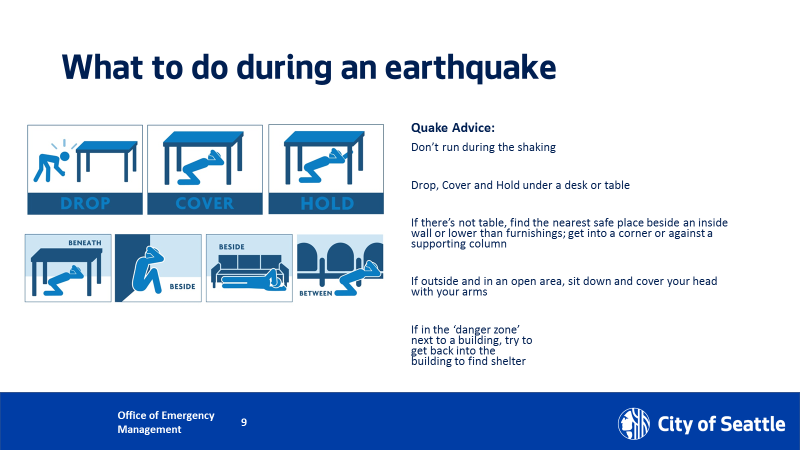 What to do during an earthquake
DROP
COVER
HOLD
BENEATH
BESIDE
BESIDE
BETWEEN
Quake Advice:
Don't run during the shaking
Drop, Cover and Hold under a desk or table
If there's not table, find the nearest safe place beside an inside
wall or lower than furnishings; get into a corner or against a
supporting column
If outside and in an open area, sit down and cover your head
with your arms
If in the 'danger zone'
next to a building, try to
get back into the
building to find shelter
Office of Emergency
Management
9
City of Seattle